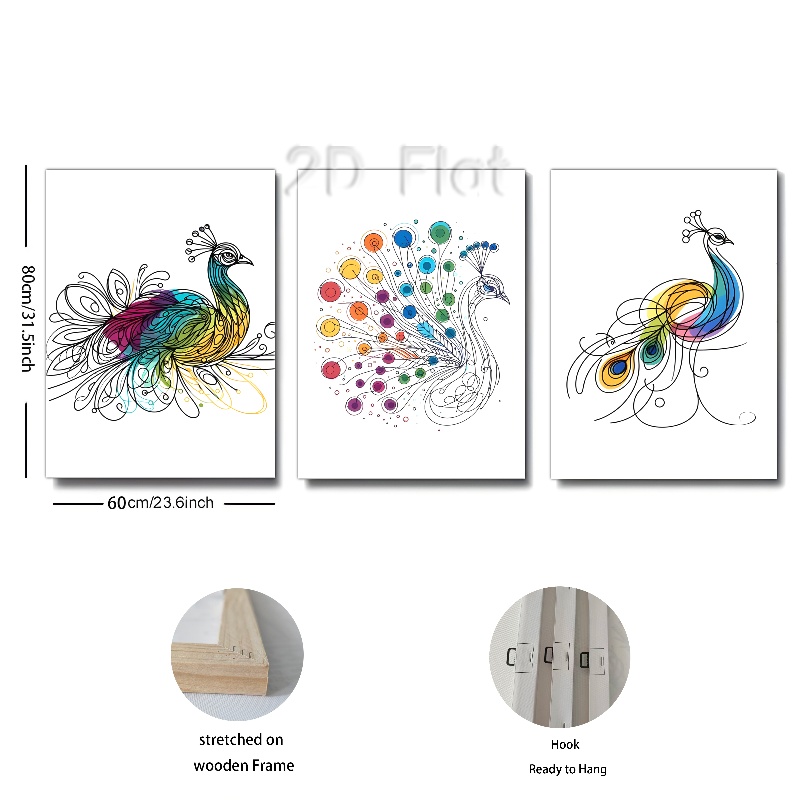 2D Flat
80cm/31.5inch
60cm/23.6inch
stretched on
wooden Frame
Hook
Ready to Hang